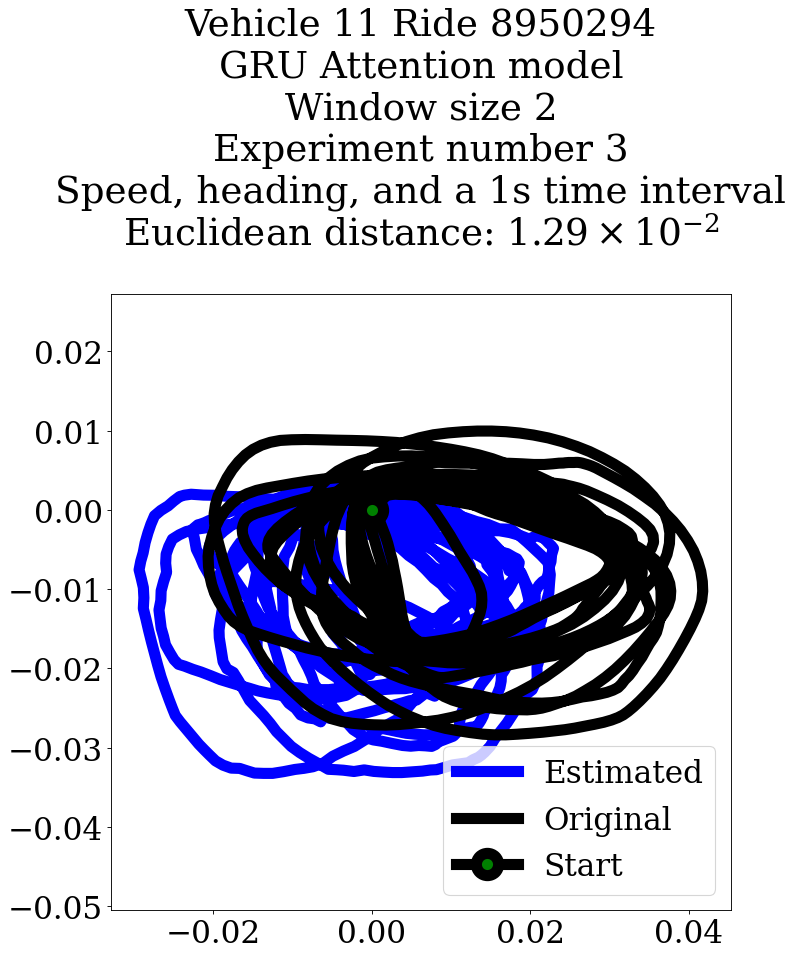 Vehicle 11 Ride 8950294
GRU Attention model
Window size 2
Experiment number 3
Speed, heading, and a 1s time interval
Euclidean distance: 1.29 × 10⁻²
0.02
0.01
0.00
−0.01
−0.02
−0.03
−0.04
−0.05
−0.02 0.00 0.02 0.04
Estimated
Original
Start